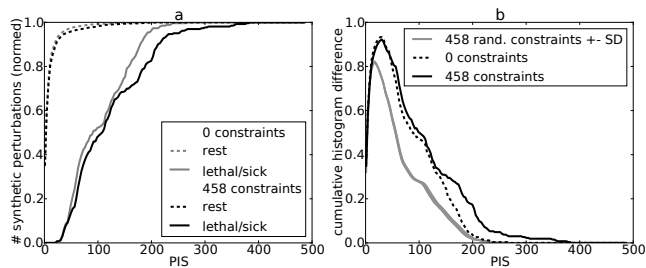 a
# synthetic perturbations (normed)
1.0
0.8
0.6
0.4
0.2
0.0
0 constraints
rest
lethal/sick
458 constraints
rest
lethal/sick
0 100 200 300 400 500
PIS
b
cumulative histogram difference
1.0
0.8
0.6
0.4
0.2
0.0
458 rand. constraints +- SD
0 constraints
458 constraints
0 100 200 300 400 500
PIS